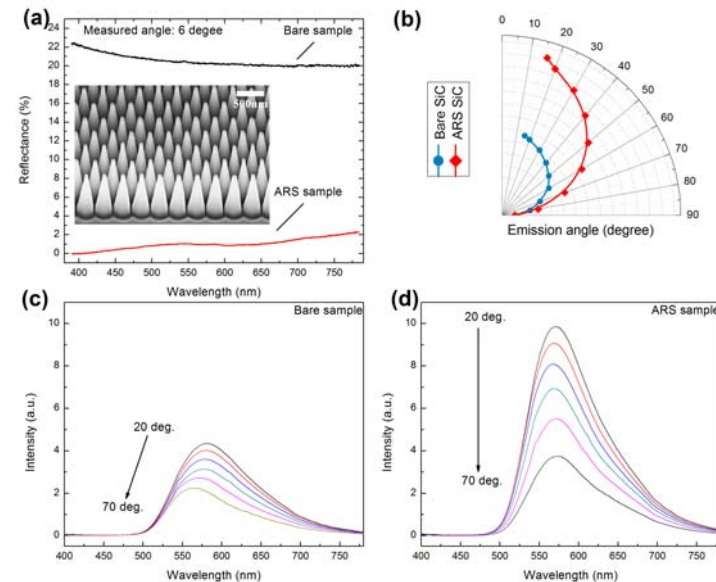 (a)
Measured angle: 6 degee
Bare sample
24
22
20
18
16
14
12
10
8
6
4
2
0
Reflectance (%)
500nm
ARS sample
400 450 500 550 600 650 700 750
Wavelength (nm)
(b)
0 10 20 30 40 50 60 70 80 90
Bare SiC
ARS SiC
Emission angle (degree)
(c)
Bare sample
10
8
6
4
2
0
Intensity (a.u.)
20 deg.
70 deg.
400 450 500 550 600 650 700 750
Wavelength (nm)
(d)
ARS sample
10
8
6
4
2
0
Intensity (a.u.)
20 deg.
70 deg.
400 450 500 550 600 650 700 750
Wavelength (nm)